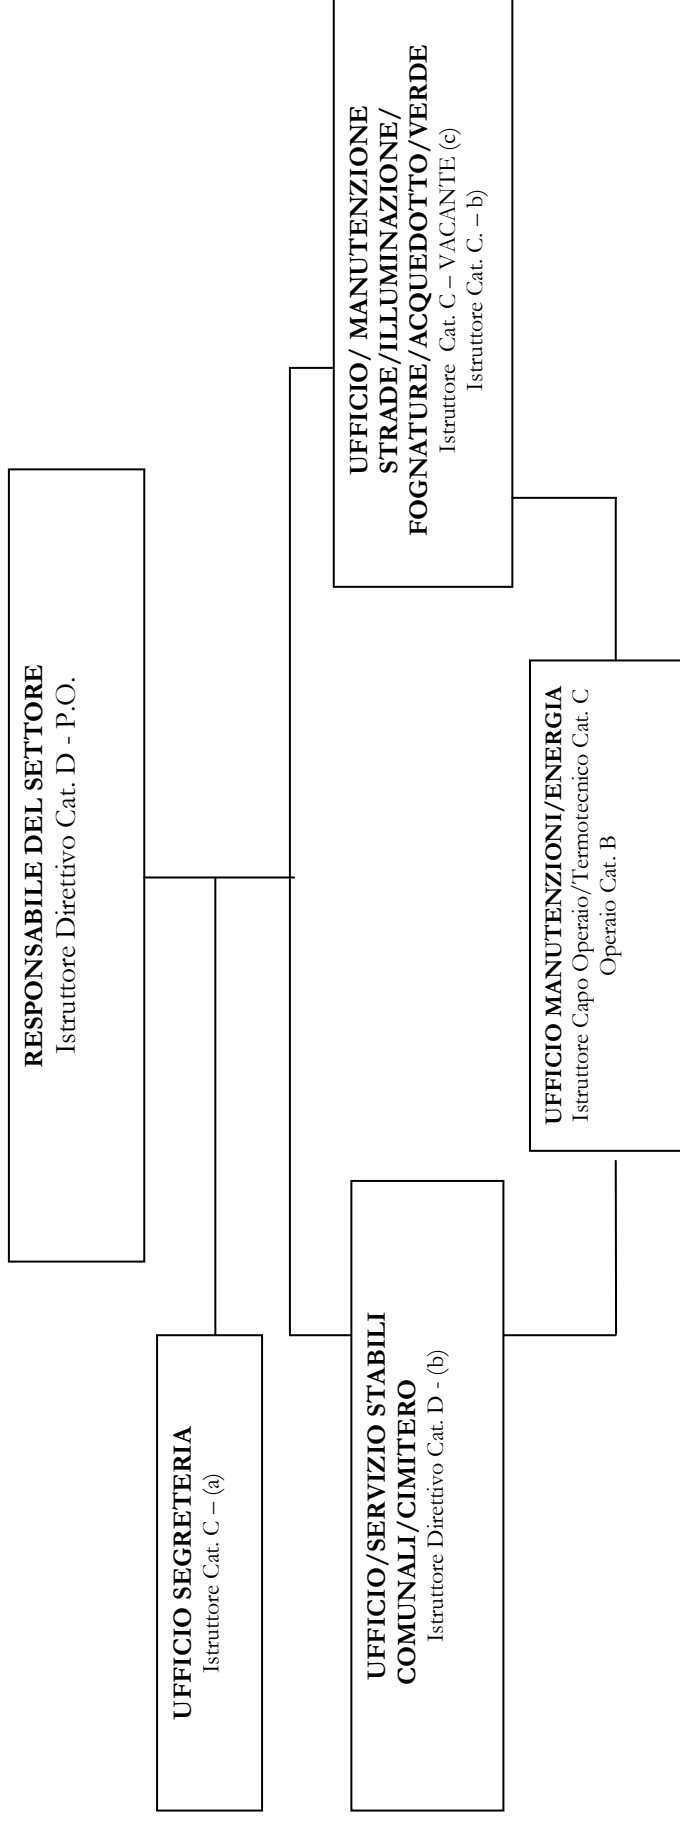 RESPONSABILE DEL SETTORE
Istruttore Direttivo Cat. D - P.O.
UFFICIO SEGRETERIA
Istruttore Cat. C – (a)
UFFICIO/SERVIZIO STABILI
COMUNALI/CIMITERO
Istruttore Direttivo Cat. D - (b)
UFFICIO/ MANUTENZIONE
STRADE/ILLUMINAZIONE/
FOGNATURE/ACQUEDOTTO/VERDE
Istruttore Cat. C – VACANTE (c)
Istruttore Cat. C. – b)
UFFICIO MANUTENZIONI/ENERGIA
Istruttore Capo Operaio/Termotecnico Cat. C
Operaio Cat. B